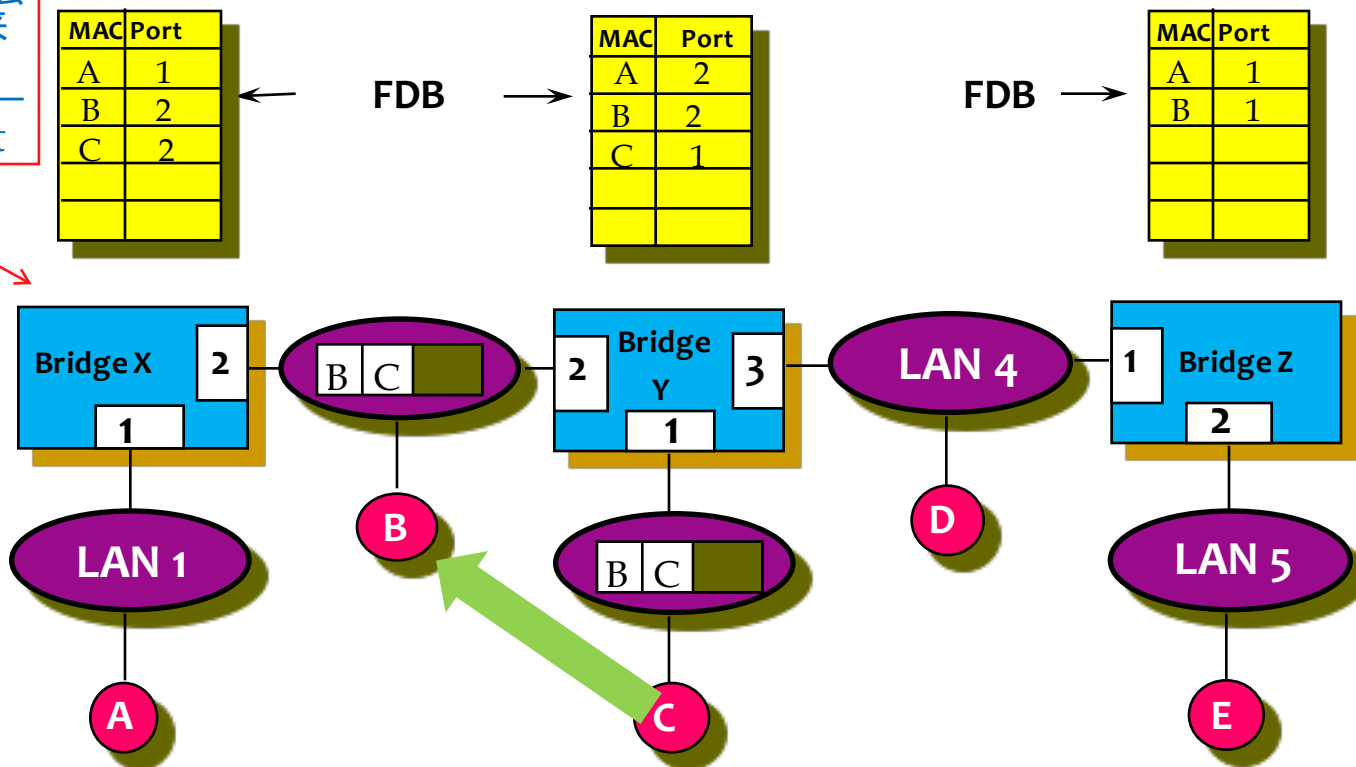 MAC Port
A 1
B 2
C 2
FDB
MAC Port
A 2
B 2
C 1
FDB
MAC Port
A 1
B 1
Bridge X
2
1
B C
2
Bridge
Y
3
1
LAN 4
1
Bridge Z
2
LAN 1
B
B C
D
LAN 5
A
C
E